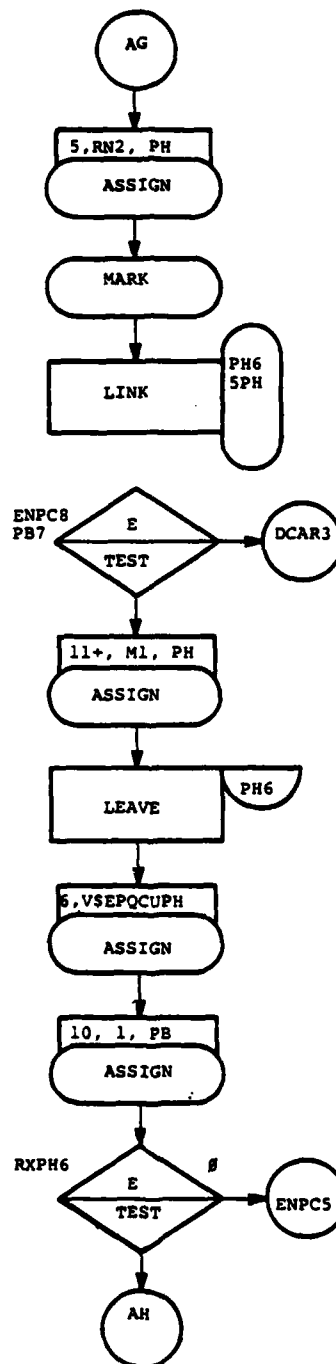 AG
5,RN2, PH
ASSIGN
MARK
LINK
PH6
5PH
ENPC8
PB7
E
TEST
DCAR3
11+, M1, PH
ASSIGN
LEAVE
PH6
6,V$EPQCUPH
ASSIGN
10, 1, PB
ASSIGN
RXPH6
Ø
E
TEST
ENPC5
AH